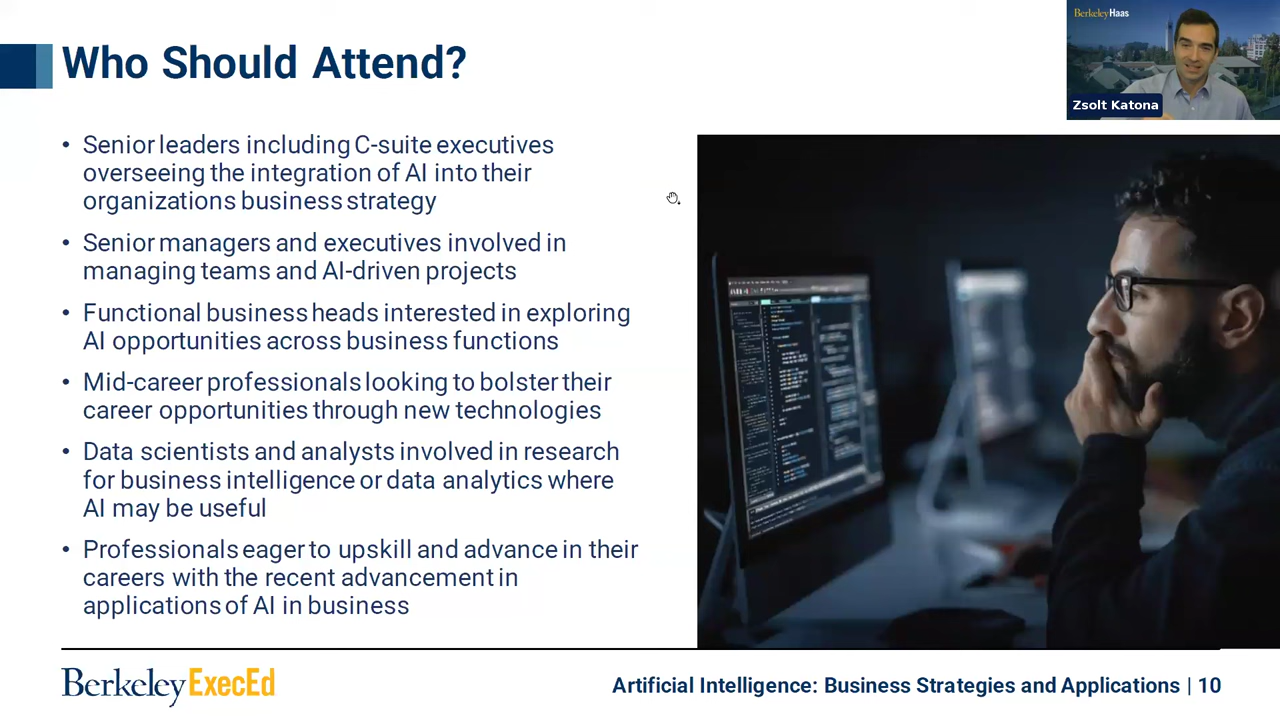 Who Should Attend?
BerkeleyHaas
Zsolt Katona
• Senior leaders including C-suite executives
overseeing the integration of AI into their
organizations business strategy
• Senior managers and executives involved in
managing teams and AI-driven projects
• Functional business heads interested in exploring
AI opportunities across business functions
• Mid-career professionals looking to bolster their
career opportunities through new technologies
• Data scientists and analysts involved in research
for business intelligence or data analytics where
AI may be useful
• Professionals eager to upskill and advance in their
careers with the recent advancement in
applications of AI in business
Berkeley ExecEd
Artificial Intelligence: Business Strategies and Applications | 10